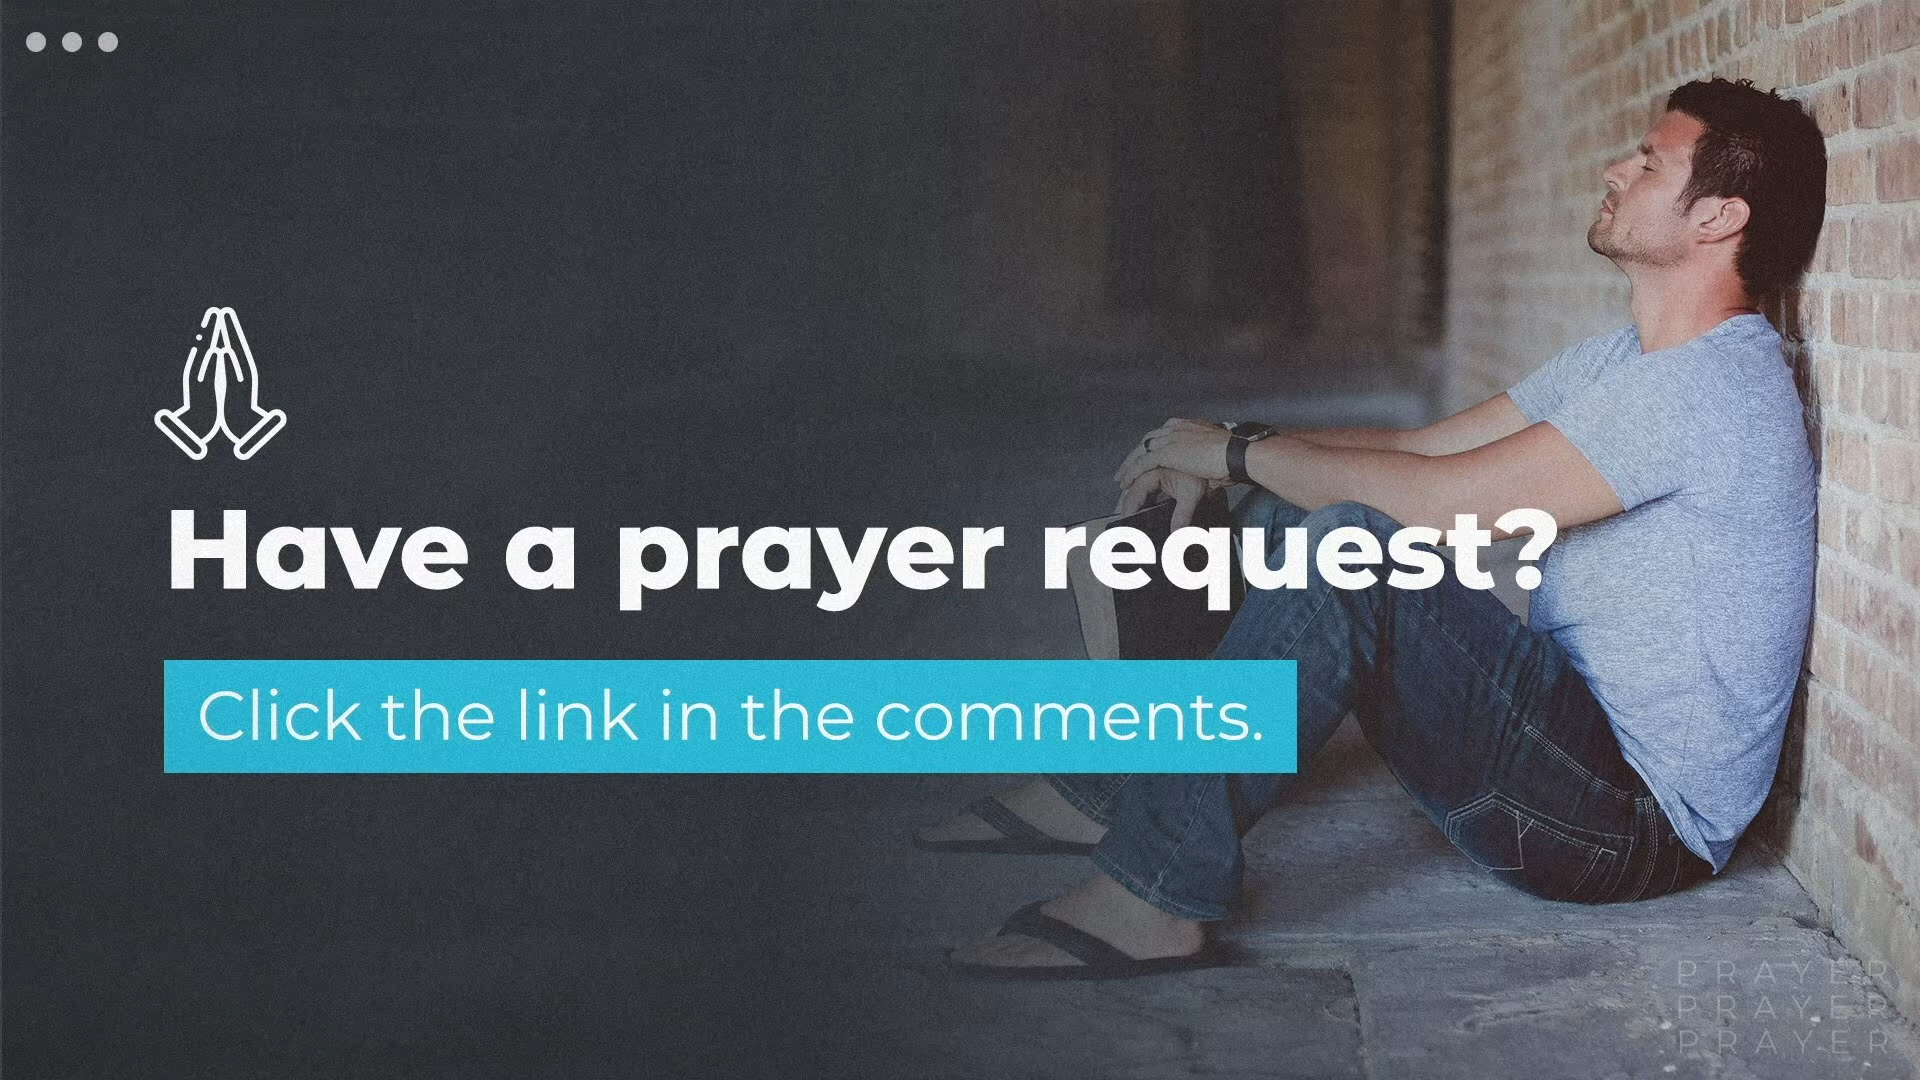 Have a prayer request?
Click the link in the comments.
PRAYER
PRAYER
PRAYER